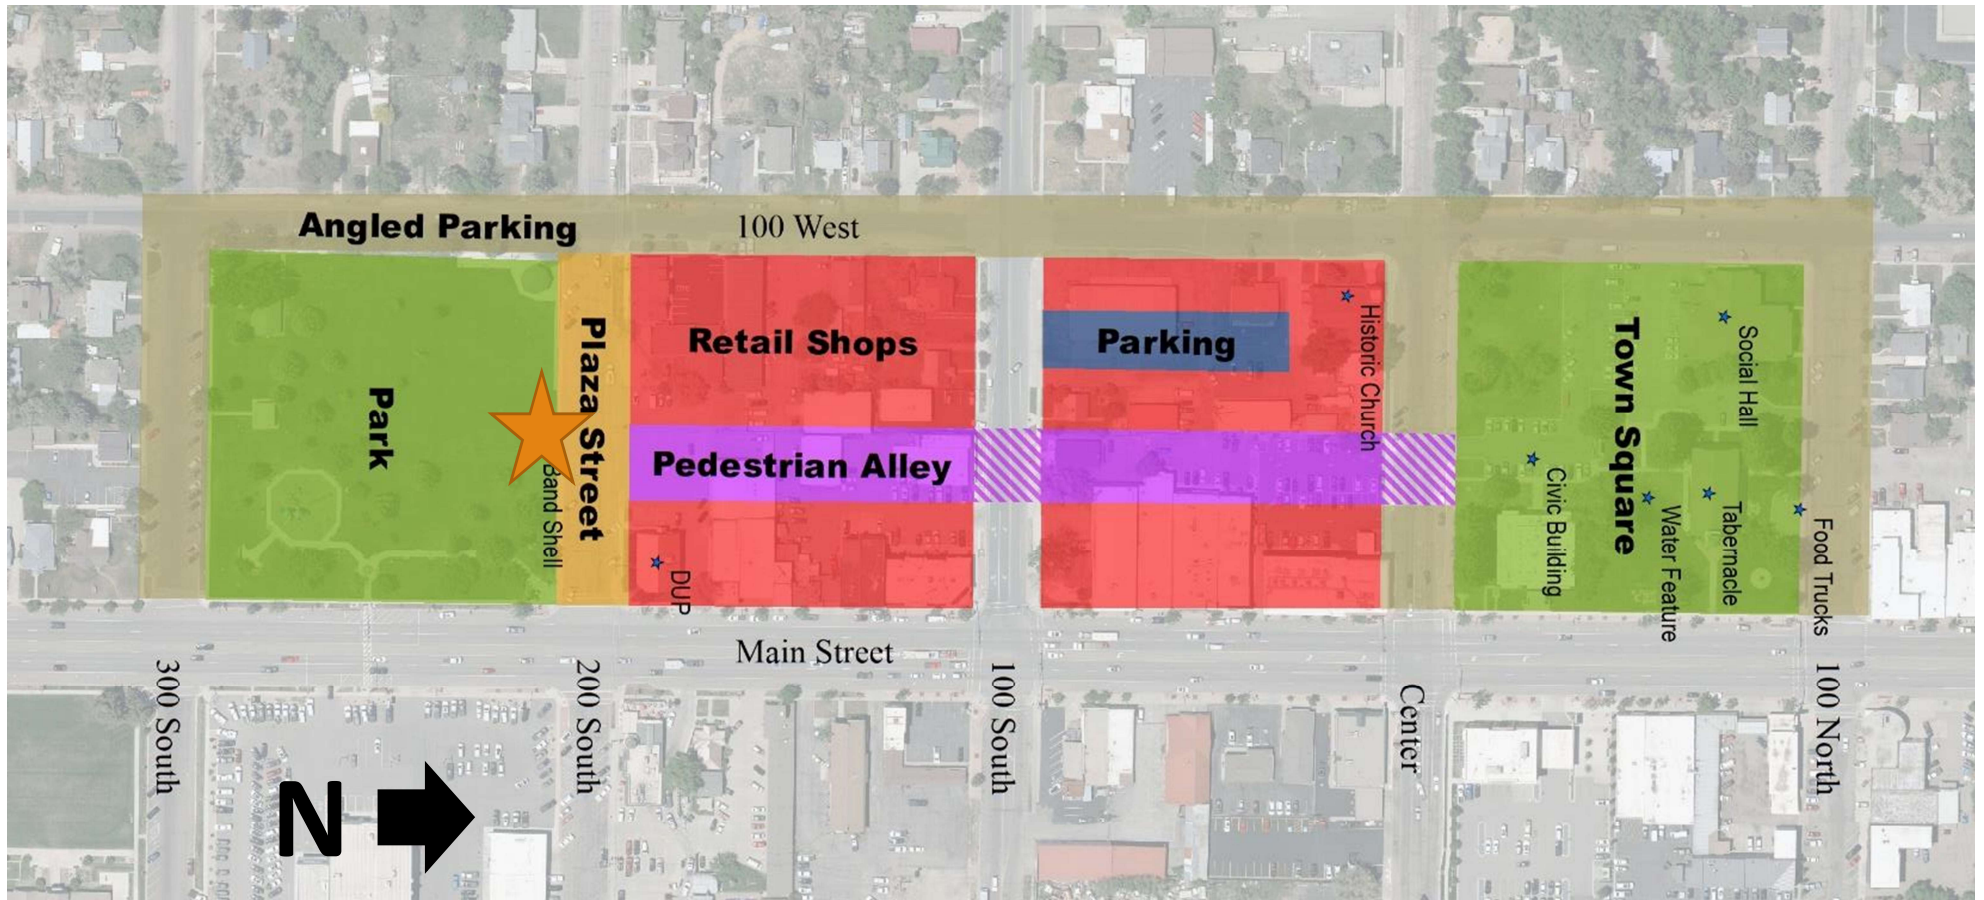 Angled Parking
100 West
Park
Band Shell
Plaza Street
Retail Shops
Pedestrian Alley
DUP
Parking
Historic Church
Town Square
Social Hall
Civic Building
Water Feature
Tabernacle
Food Trucks
Main Street
300 South
200 South
100 South
Center
100 North
N